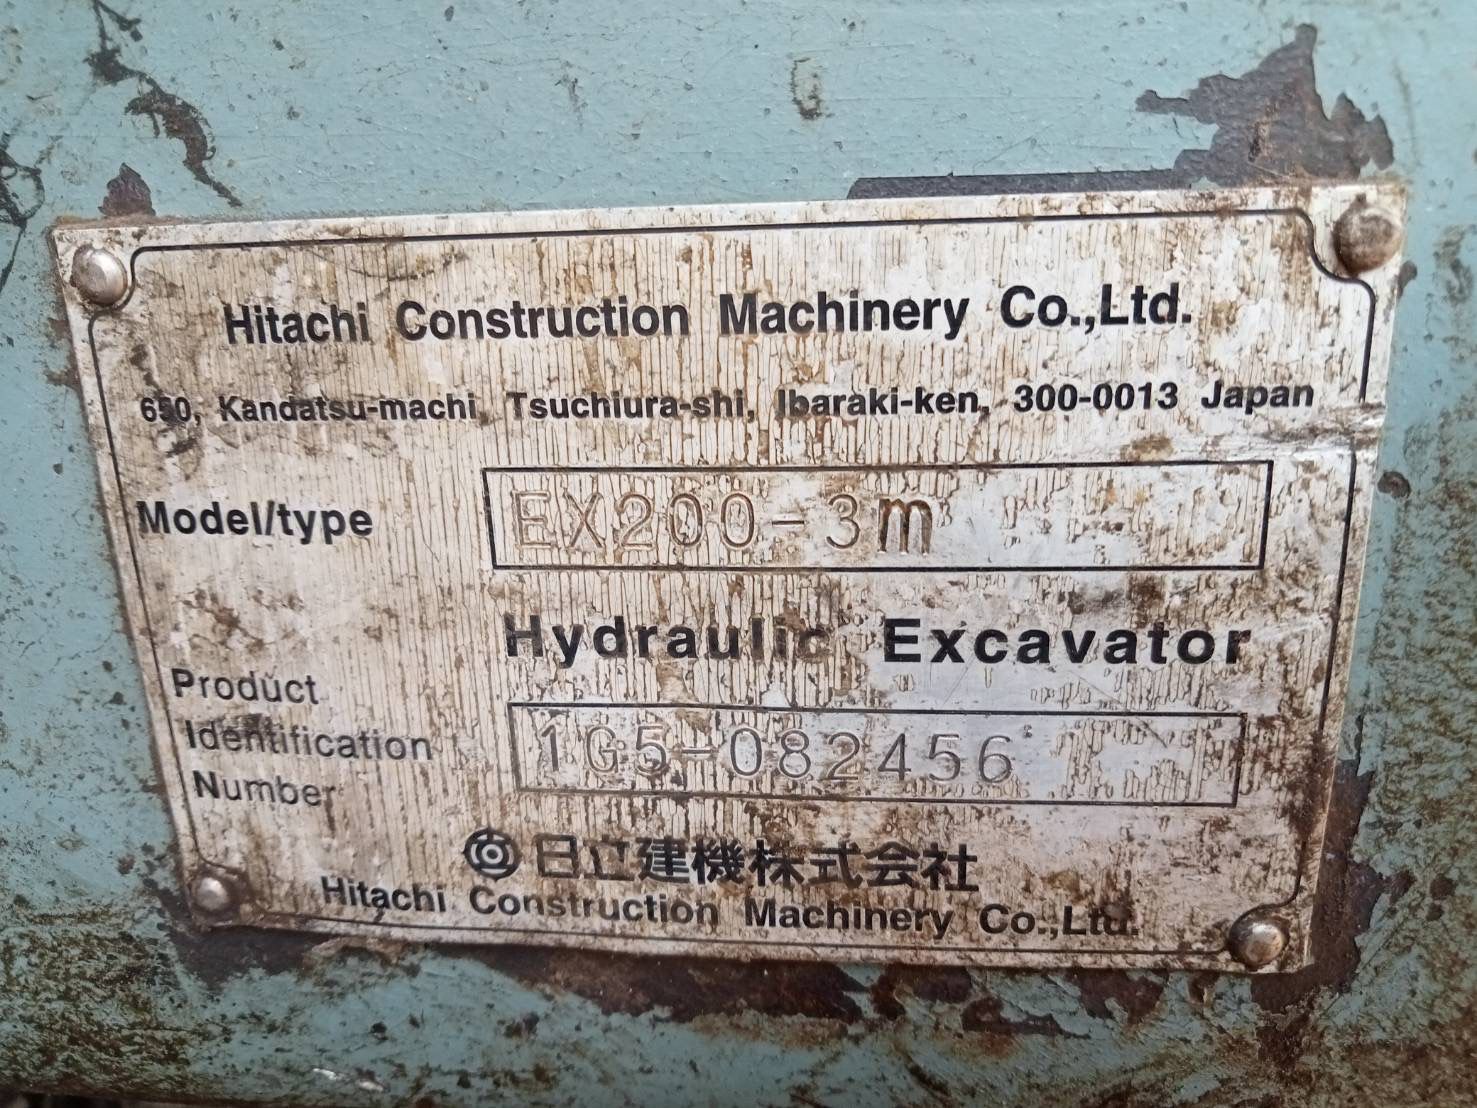 Hitachi Construction Machinery Co.,Ltd.
650, Kandatsu-machi, Tsuchiura-shi, Ibaraki-ken, 300-0013 Japan
Model/type EX200-3m
Hydraulic Excavator
Product
Identification
Number
1G5-082456
日立建機株式会社
Hitachi Construction Machinery Co.,Ltd.